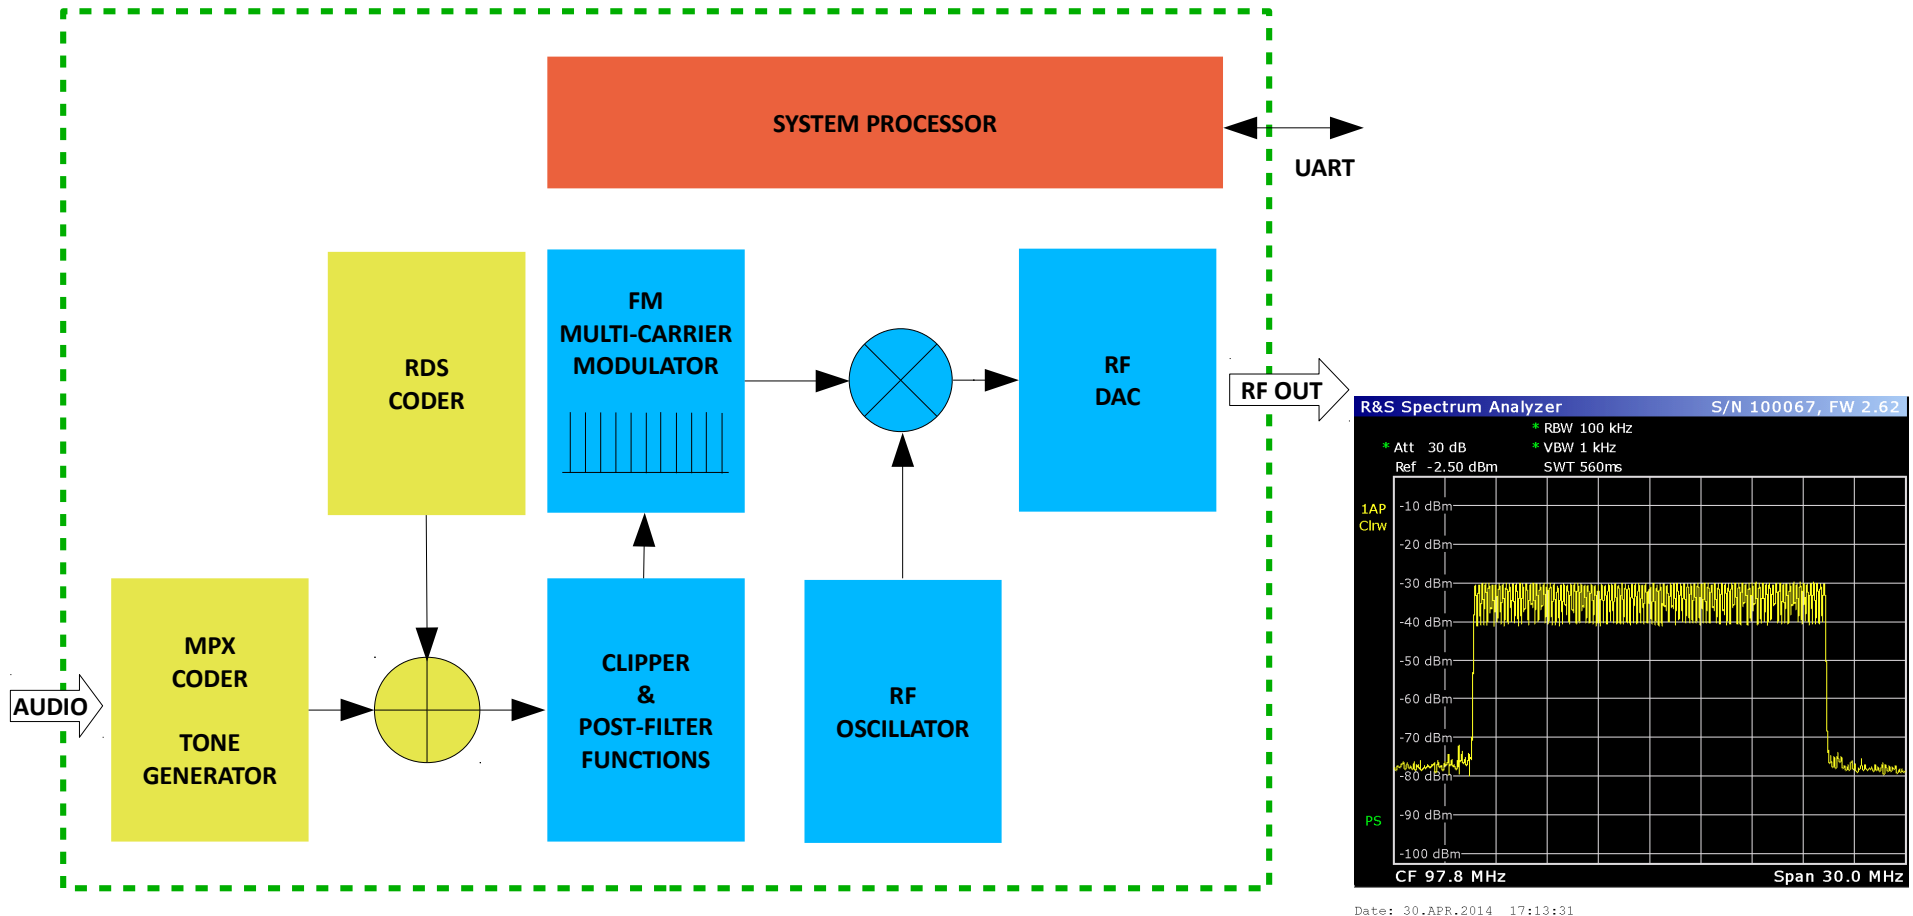 SYSTEM PROCESSOR
UART
RDS
CODER
FM
MULTI-CARRIER
MODULATOR
RF
DAC
RF OUT
MPX
CODER
TONE
GENERATOR
AUDIO
CLIPPER
&
POST-FILTER
FUNCTIONS
RF
OSCILLATOR
R&S Spectrum Analyzer S/N 100067, FW 2.62
* RBW 100 kHz
* Att 30 dB * VBW 1 kHz
Ref -2.50 dBm SWT 560ms
1AP
Clrw
-10 dBm
-20 dBm
-30 dBm
-40 dBm
-50 dBm
-60 dBm
-70 dBm
-80 dBm
-90 dBm
-100 dBm
PS
CF 97.8 MHz Span 30.0 MHz
Date: 30.APR.2014 17:13:31